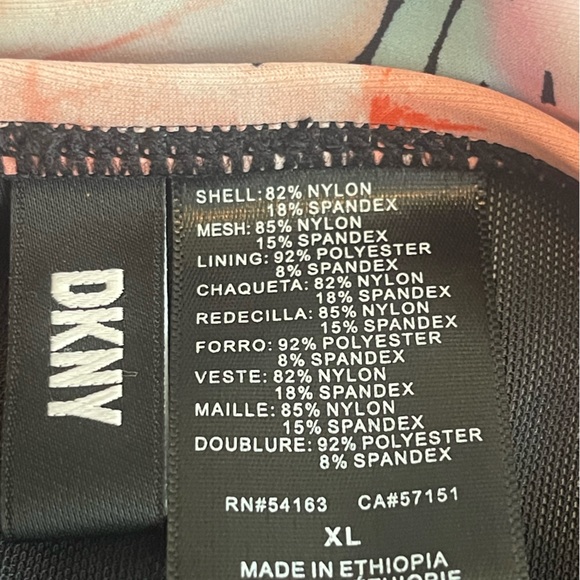 DKNY
SHELL: 82% NYLON
18% SPANDEX
MESH: 85% NYLON
15% SPANDEX
LINING: 92% POLYESTER
8% SPANDEX
CHAQUETA: 82% NYLON
18% SPANDEX
REDECILLA: 85% NYLON
15% SPANDEX
FORRO: 92% POLYESTER
8% SPANDEX
VESTE: 82% NYLON
18% SPANDEX
MAILLE: 85% NYLON
15% SPANDEX
DOUBLURE: 92% POLYESTER
8% SPANDEX
RN#54163 CA#57151
XL
MADE IN ETHIOPIA